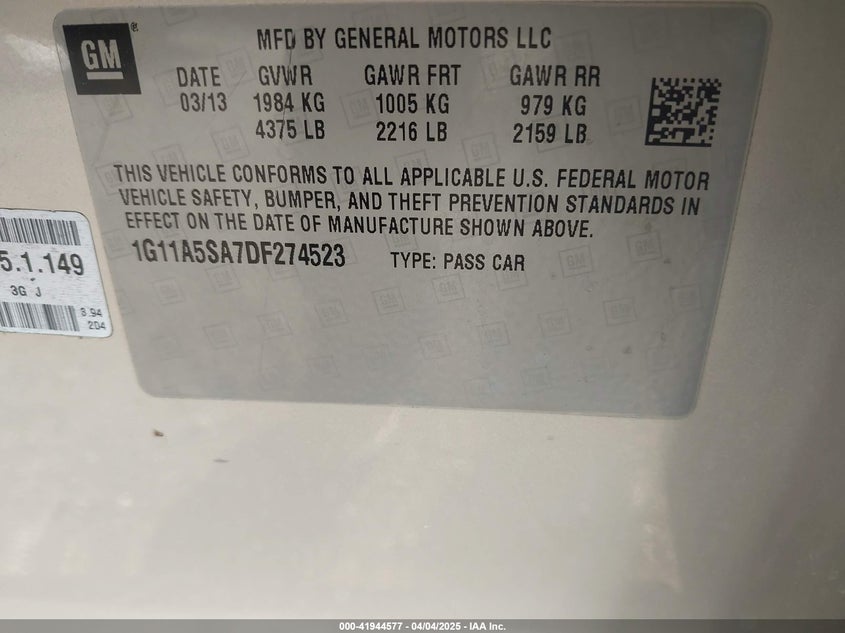 GM
MFD BY GENERAL MOTORS LLC
DATE GVWR GAWR FRT GAWR RR
03/13 1984 KG 1005 KG 979 KG
4375 LB 2216 LB 2159 LB
THIS VEHICLE CONFORMS TO ALL APPLICABLE U.S. FEDERAL MOTOR
VEHICLE SAFETY, BUMPER, AND THEFT PREVENTION STANDARDS IN
EFFECT ON THE DATE OF MANUFACTURE SHOWN ABOVE.
1G11A5SA7DF274523 TYPE: PASS CAR
5.1.149
3G J
8.94
204
000-41944577 - 04/04/2025 - IAA Inc.